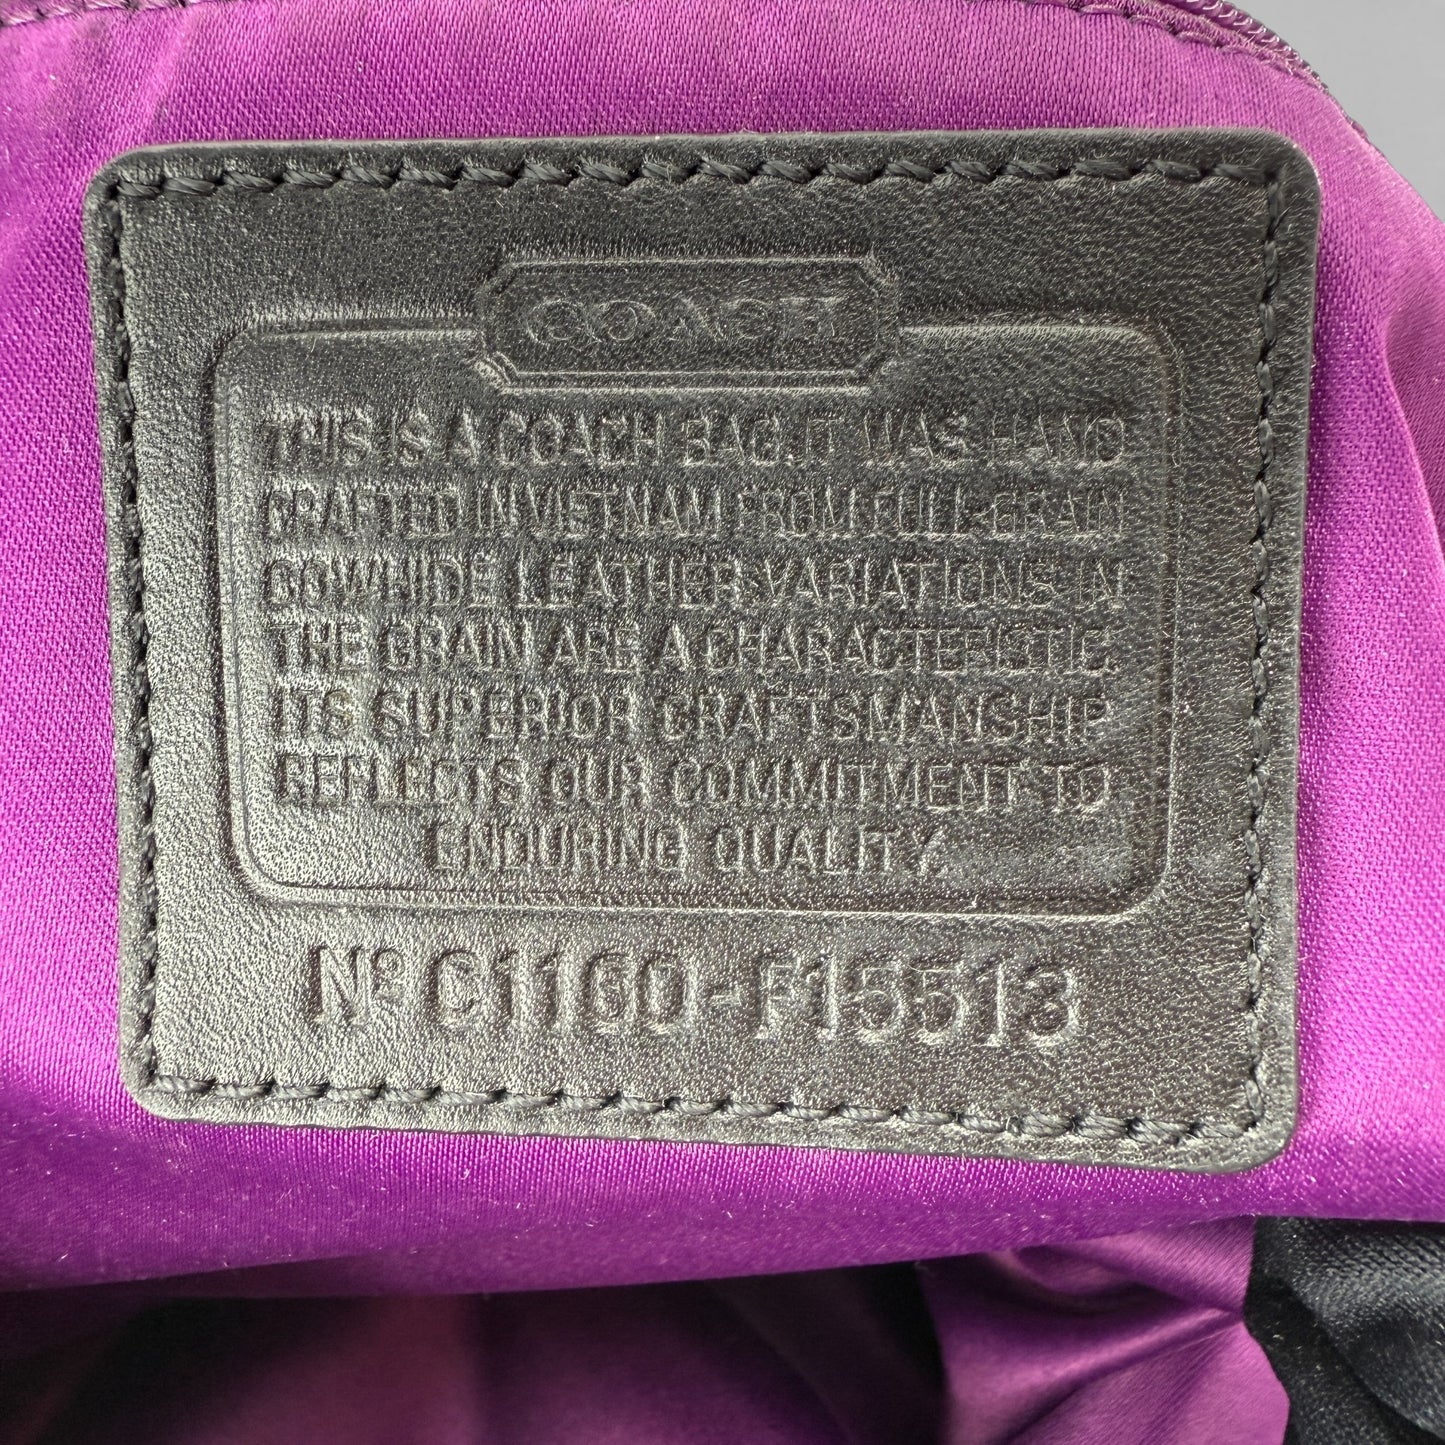 COACH
THIS IS A COACH BAG.IT WAS HAND
CRAFTED IN VIETNAM FROM FULL-GRAIN
COWHIDE LEATHER.VARIATIONS IN
THE GRAIN ARE A CHARACTERISTIC.
ITS SUPERIOR CRAFTSMANSHIP
REFLECTS OUR COMMITMENT TO
ENDURING QUALITY.
Nº C1160-F15513